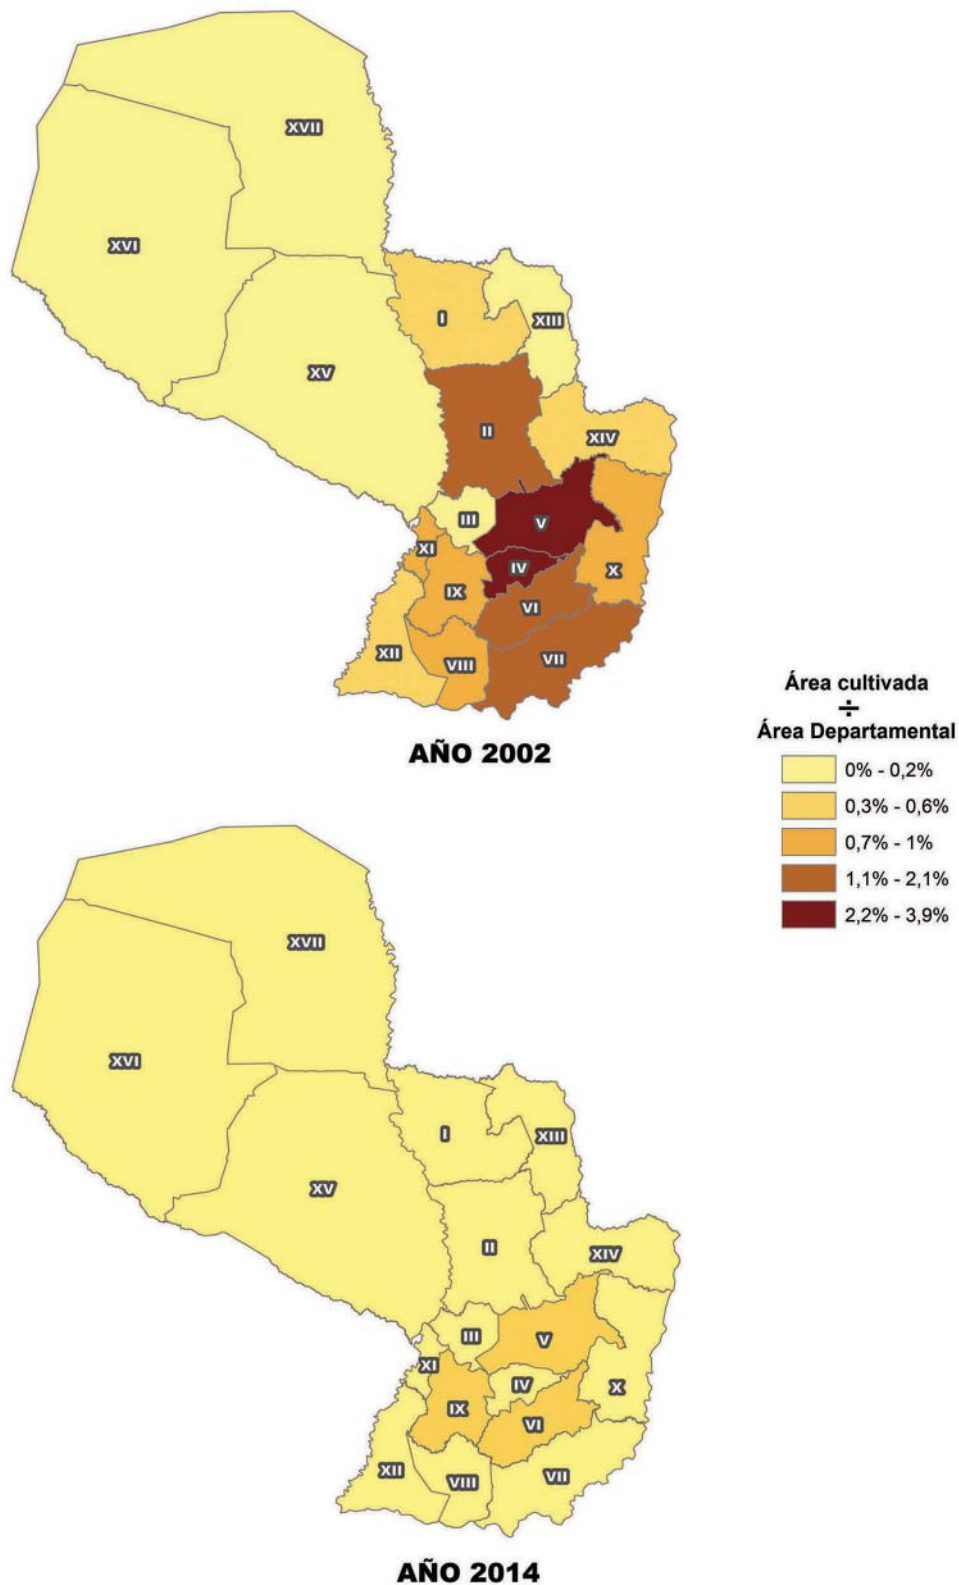 XVII
XVI
I
XIII
XV
II
XIV
III
V
XI
IV
X
IX
VI
XII
VIII
VII
AÑO 2002
Área cultivada
÷
Área Departamental
0% - 0,2%
0,3% - 0,6%
0,7% - 1%
1,1% - 2,1%
2,2% - 3,9%
XVII
XVI
I
XIII
XV
II
XIV
III
V
XI
IV
X
IX
VI
XII
VIII
VII
AÑO 2014